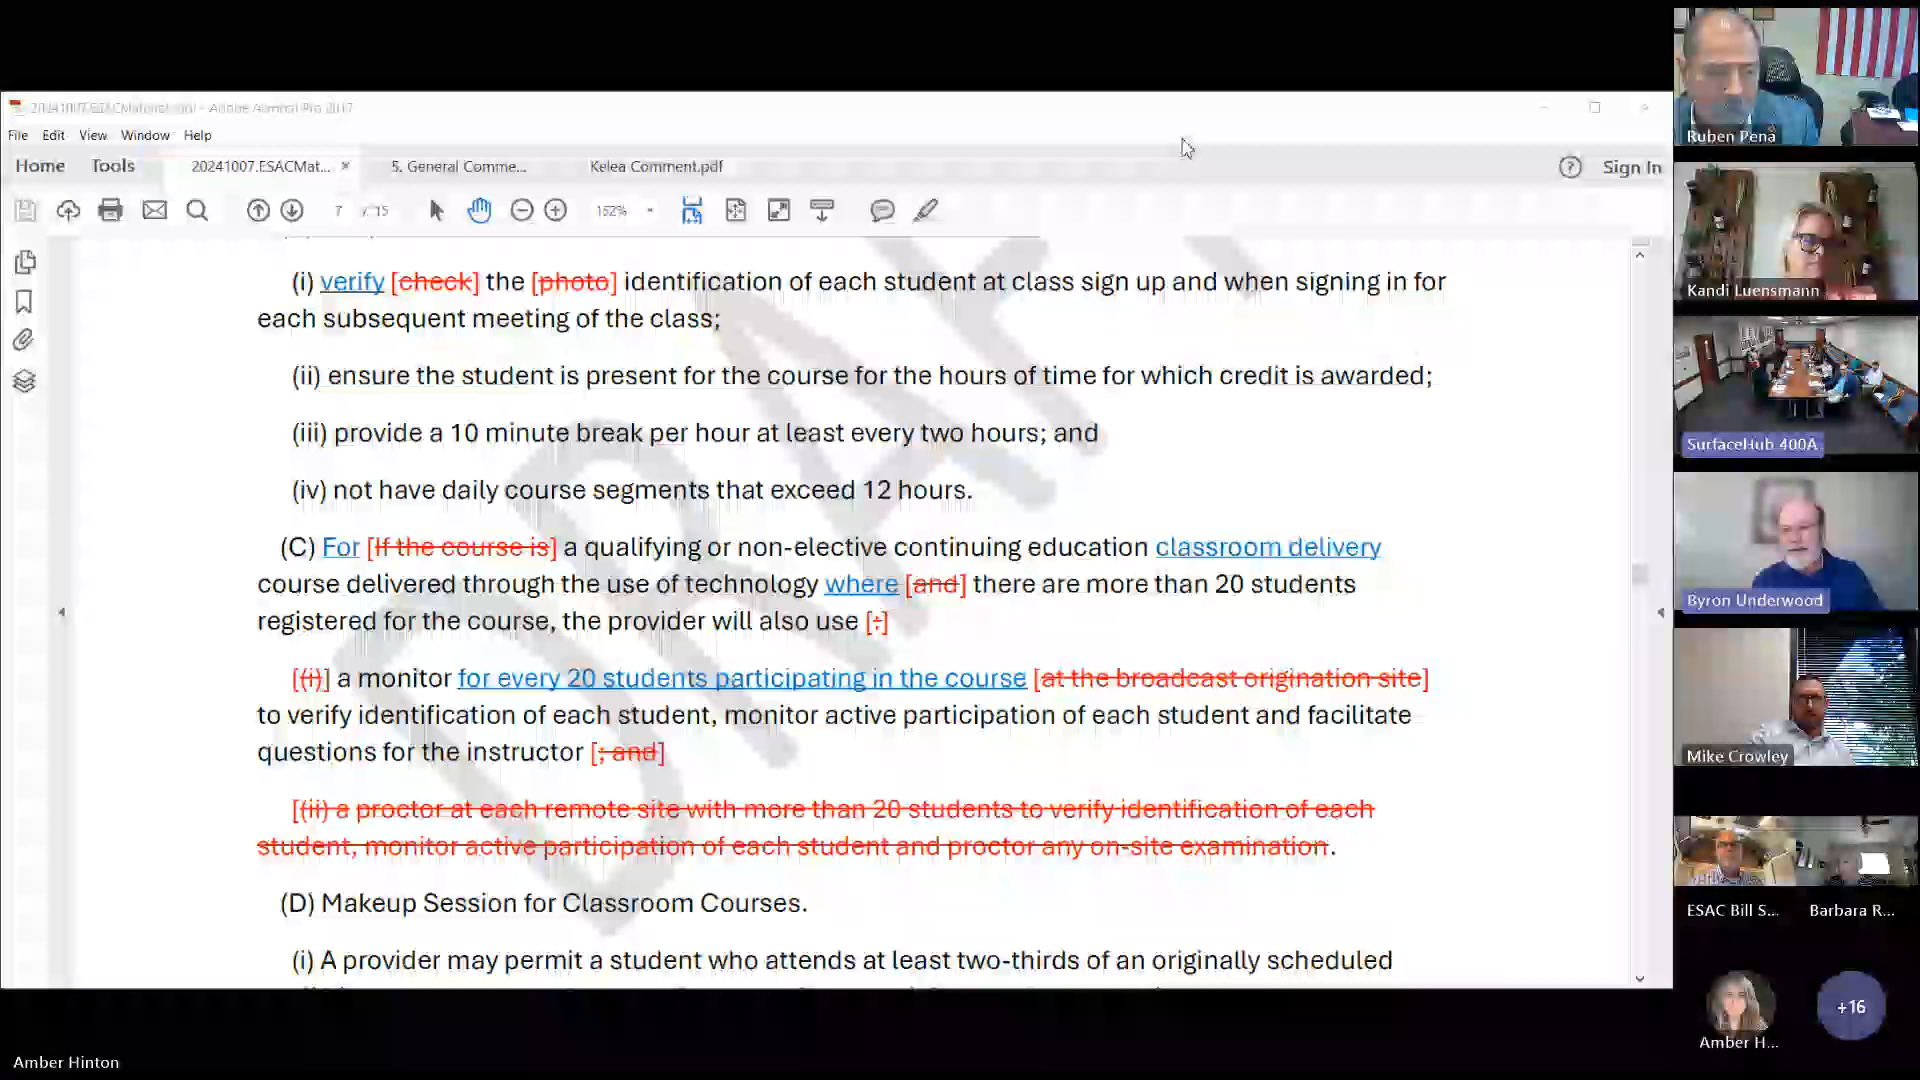 20241007.ESACMaterial.pdf - Adobe Acrobat Pro 2017
File Edit View Window Help
Home Tools 20241007.ESACMat... × 5. General Comme... Kelea Comment.pdf Sign In
7 / 15 152%
(i) verify [check] the [photo] identification of each student at class sign up and when signing in for
each subsequent meeting of the class;
(ii) ensure the student is present for the course for the hours of time for which credit is awarded;
(iii) provide a 10 minute break per hour at least every two hours; and
(iv) not have daily course segments that exceed 12 hours.
(C) For [If the course is] a qualifying or non-elective continuing education classroom delivery
course delivered through the use of technology where [and] there are more than 20 students
registered for the course, the provider will also use [:]
[(i)] a monitor for every 20 students participating in the course [at the broadcast origination site]
to verify identification of each student, monitor active participation of each student and facilitate
questions for the instructor [; and]
[(ii) a proctor at each remote site with more than 20 students to verify identification of each
student, monitor active participation of each student and proctor any on-site examination.
(D) Makeup Session for Classroom Courses.
(i) A provider may permit a student who attends at least two-thirds of an originally scheduled
Ruben Pena
Kandi Luensmann
SurfaceHub 400A
Byron Underwood
Mike Crowley
ESAC Bill S... Barbara R...
Amber H... +16
Amber Hinton